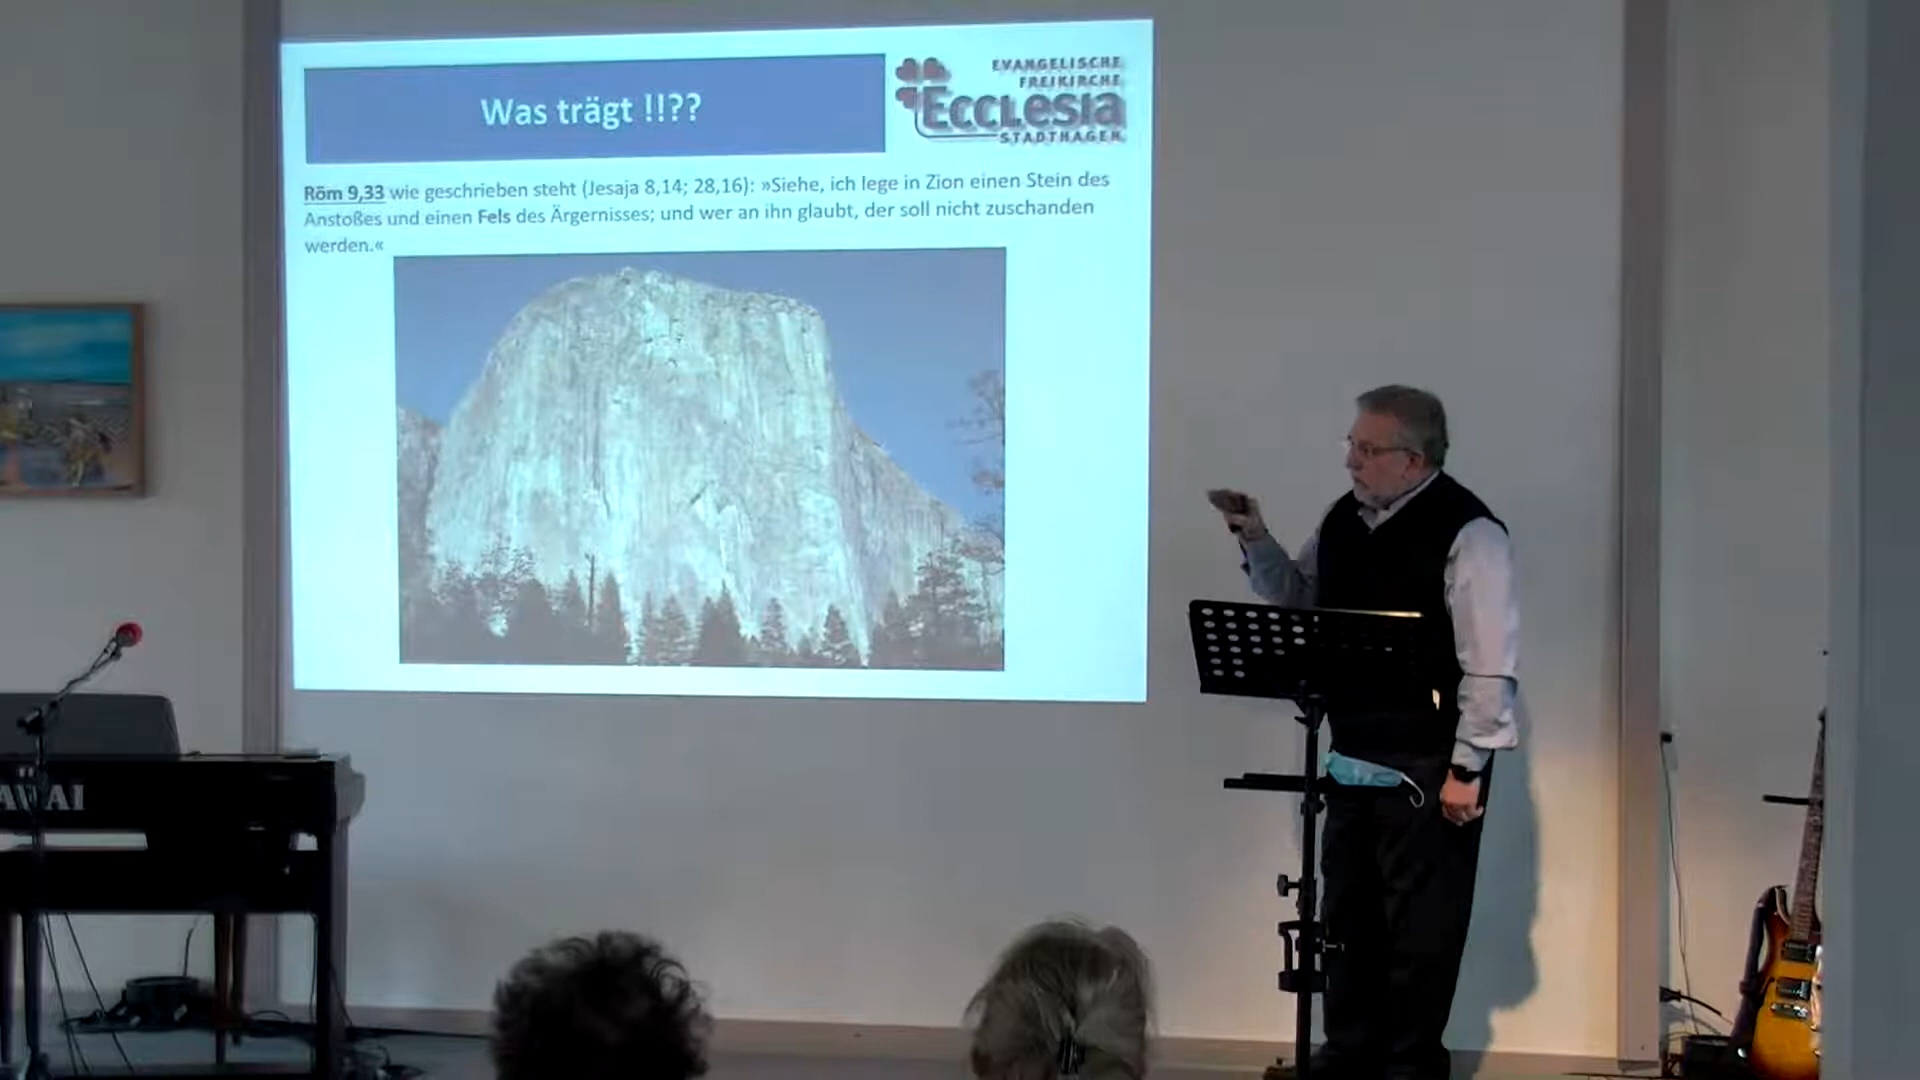 Was trägt !!??
EVANGELISCHE
FREIKIRCHE
Ecclesia
STADTHAGEN
Röm 9,33 wie geschrieben steht (Jesaja 8,14; 28,16): »Siehe, ich lege in Zion einen Stein des
Anstoßes und einen Fels des Ärgernisses; und wer an ihn glaubt, der soll nicht zuschanden
werden.«
AWAI